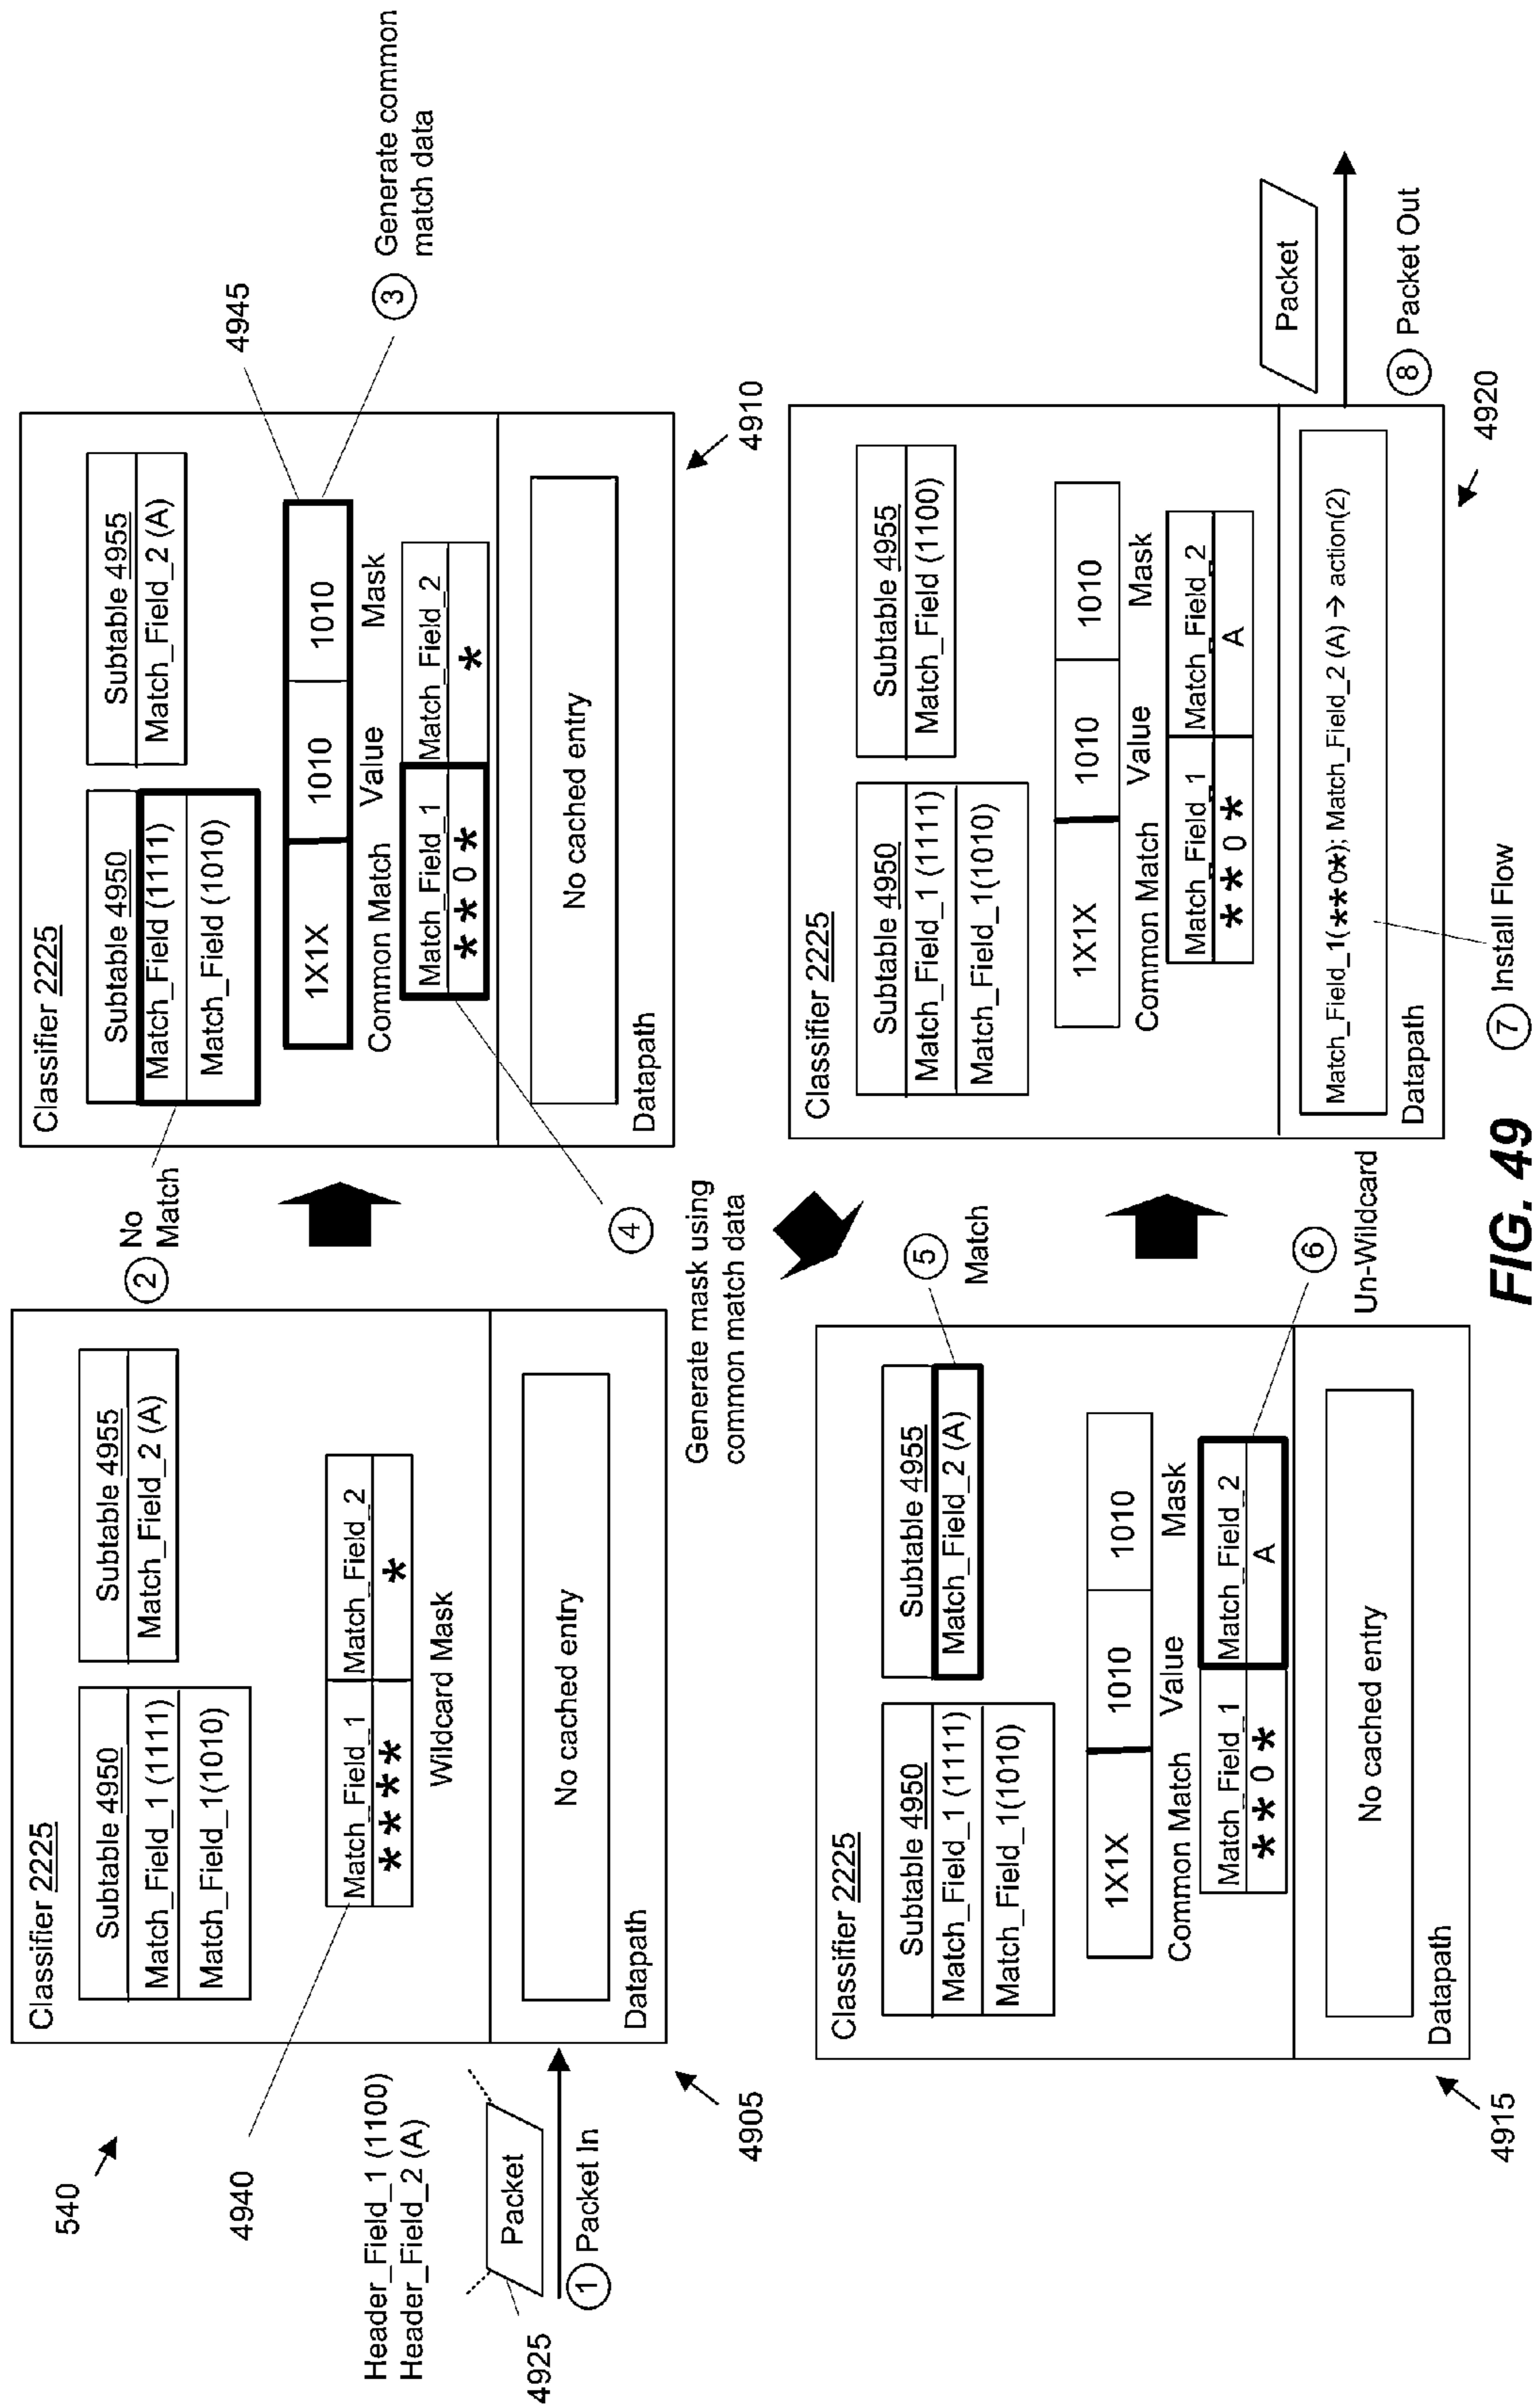 540
Classifier 2225
Subtable 4950
Match_Field_1 (1111)
Match_Field_1(1010)
Subtable 4955
Match_Field_2 (A)
4940
Match_Field_1
Match_Field_2
****
*
Wildcard Mask
No cached entry
Datapath
Header_Field_1 (1100)
Header_Field_2 (A)
Packet
4925
1 Packet In
4905
2 No
Match
Classifier 2225
Subtable 4950
Match_Field (1111)
Match_Field (1010)
Subtable 4955
Match_Field_2 (A)
4945
3 Generate common
match data
1X1X
1010
1010
Common Match
Value
Mask
Match_Field_1
Match_Field_2
**0*
*
4
No cached entry
Datapath
4910
Generate mask using
common match data
Classifier 2225
Subtable 4950
Match_Field_1 (1111)
Match_Field_1(1010)
Subtable 4955
Match_Field_2 (A)
5
Match
1X1X
1010
1010
Common Match
Value
Mask
Match_Field_1
Match_Field_2
**0*
A
6
Un-Wildcard
No cached entry
Datapath
4915
Classifier 2225
Subtable 4950
Match_Field_1 (1111)
Match_Field_1(1010)
Subtable 4955
Match_Field (1100)
1X1X
1010
1010
Common Match
Value
Mask
Match_Field_1
Match_Field_2
**0*
A
Match_Field_1(**0*); Match_Field_2 (A) → action(2)
Datapath
7 Install Flow
Packet
8 Packet Out
4920
FIG. 49